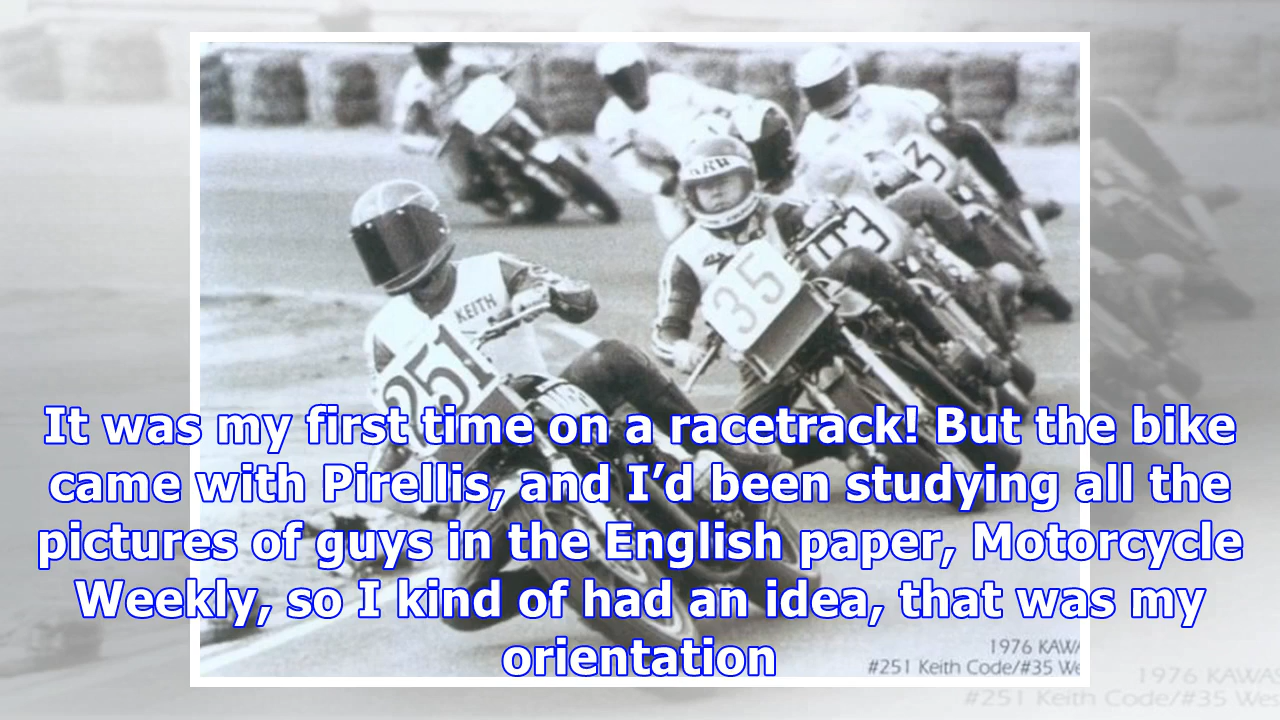 KEITH
251
35
3
It was my first time on a racetrack! But the bike
came with Pirellis, and I’d been studying all the
pictures of guys in the English paper, Motorcycle
Weekly, so I kind of had an idea, that was my
orientation
1976 KAWA
#251 Keith Code/#35 We
1976 KAWAS
#251 Keith Code/#35 Wes